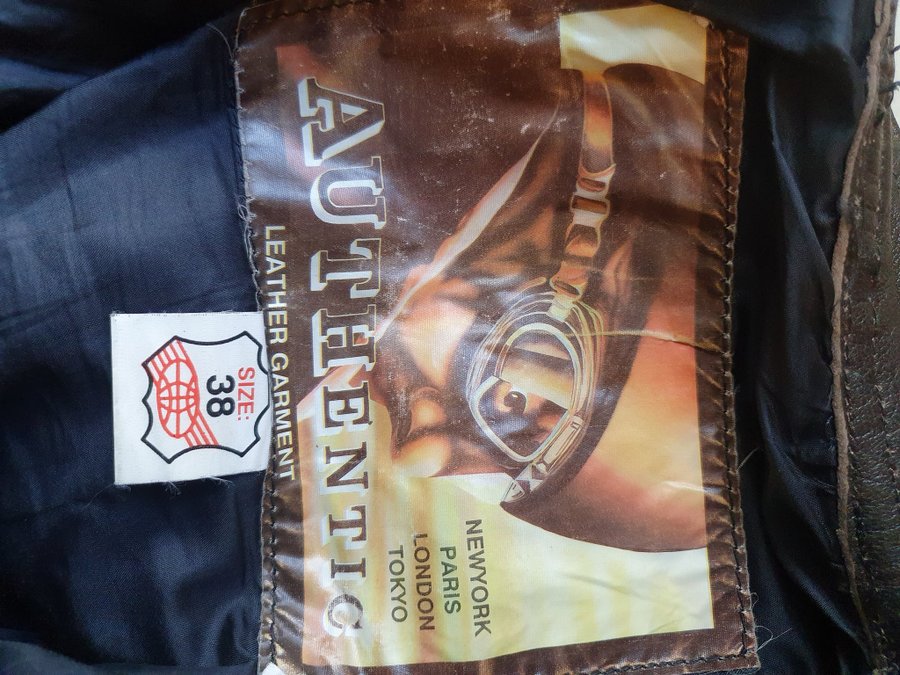 NEWYORK
PARIS
LONDON
TOKYO
AUTHENTIC
LEATHER GARMENT
SIZE:
38